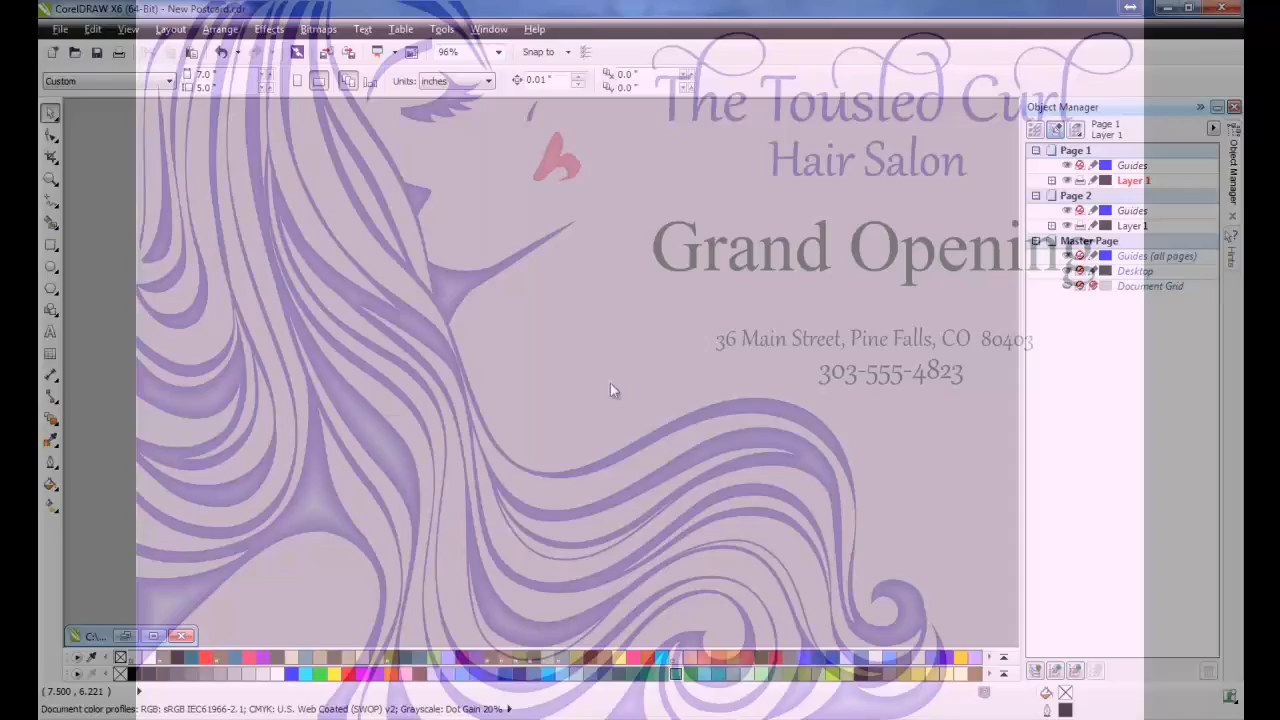 CorelDRAW X6 (64-Bit) - New Postcard.cdr
File Edit View Layout Arrange Effects Bitmaps Text Table Tools Window Help
96% Snap to
Custom 7.0 " 5.0 " Units: inches 0.01 " 0.0 " 0.0 "
The Tousled Curl
Hair Salon
Grand Opening
36 Main Street, Pine Falls, CO 80403
303-555-4823
Object Manager
Page 1
Layer 1
Page 1
Guides
Layer 1
Page 2
Guides
Layer 1
Master Page
Guides (all pages)
Desktop
Document Grid
Object Manager
Hints
C:\...
( 7.500 , 6.221 )
Document color profiles: RGB: sRGB IEC61966-2.1; CMYK: U.S. Web Coated (SWOP) v2; Grayscale: Dot Gain 20%